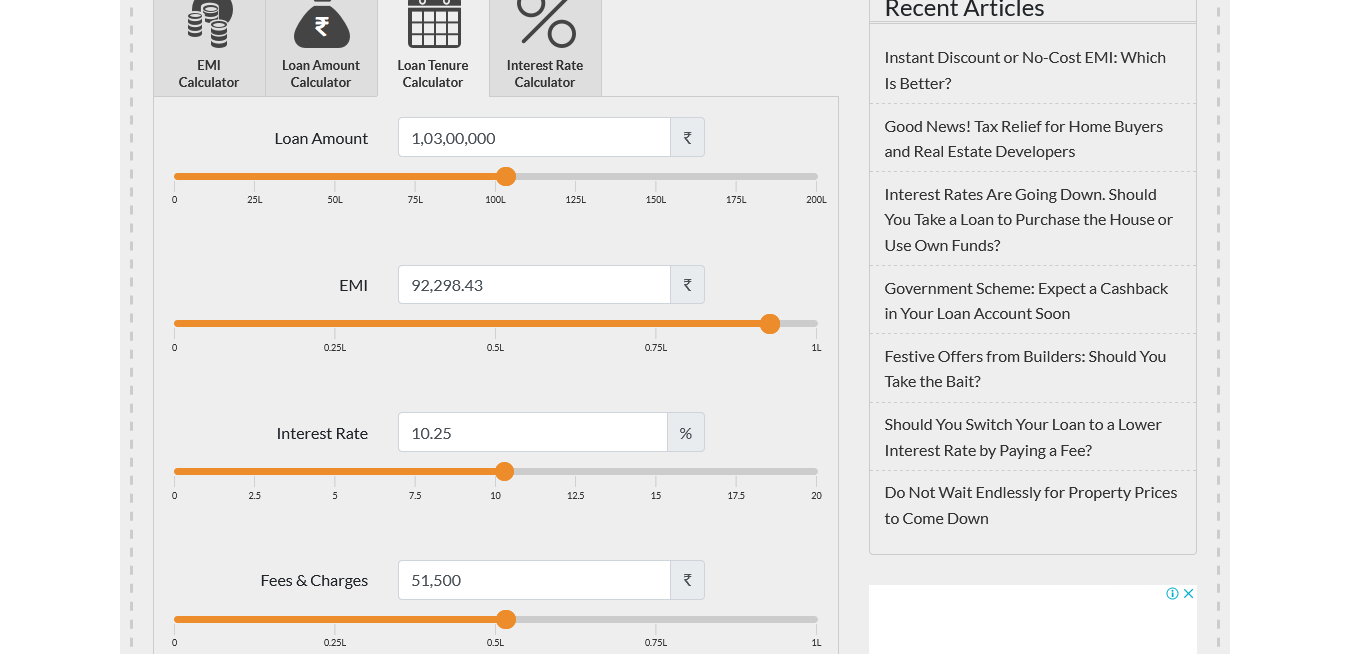 EMI
Calculator
Loan Amount
Calculator
Loan Tenure
Calculator
Interest Rate
Calculator
Loan Amount
1,03,00,000
₹
0 25L 50L 75L 100L 125L 150L 175L 200L
EMI
92,298.43
₹
0 0.25L 0.5L 0.75L 1L
Interest Rate
10.25
%
0 2.5 5 7.5 10 12.5 15 17.5 20
Fees & Charges
51,500
₹
0 0.25L 0.5L 0.75L 1L
Recent Articles
Instant Discount or No-Cost EMI: Which
Is Better?
Good News! Tax Relief for Home Buyers
and Real Estate Developers
Interest Rates Are Going Down. Should
You Take a Loan to Purchase the House or
Use Own Funds?
Government Scheme: Expect a Cashback
in Your Loan Account Soon
Festive Offers from Builders: Should You
Take the Bait?
Should You Switch Your Loan to a Lower
Interest Rate by Paying a Fee?
Do Not Wait Endlessly for Property Prices
to Come Down